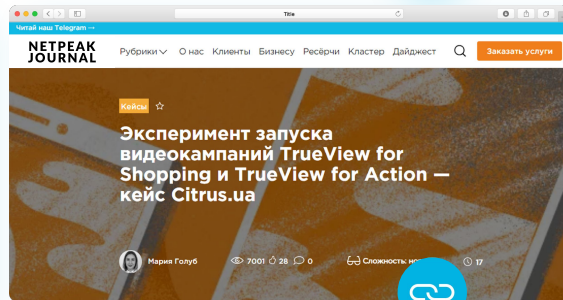 Title
Читай наш Telegram →
NETPEAK
JOURNAL
Рубрики О нас Клиенты Бизнесу Ресёрчи Кластер Дайджест
Заказать услуги
Кейсы
Эксперимент запуска
видеокампаний TrueView for
Shopping и TrueView for Action —
кейс Citrus.ua
Мария Голуб 7001 28 0 Сложность: 17